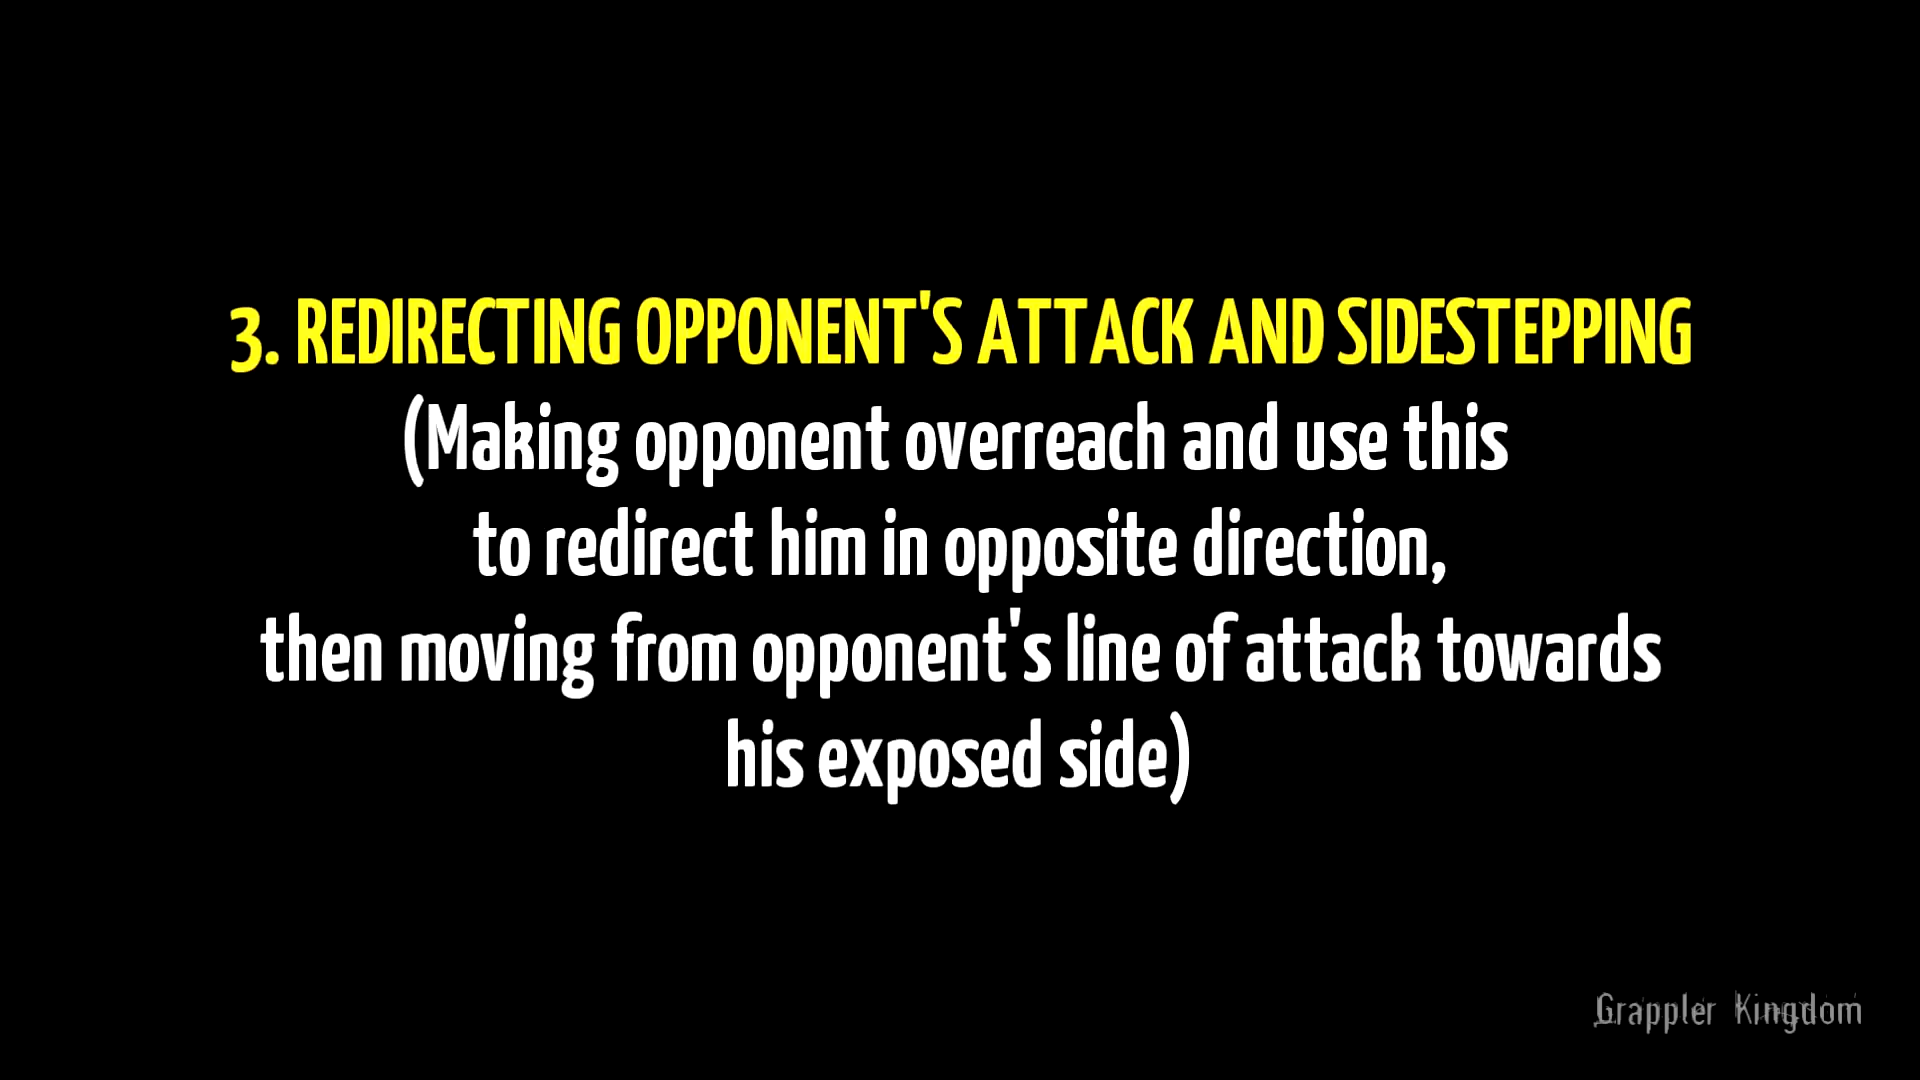 3. REDIRECTING OPPONENT'S ATTACK AND SIDESTEPPING
(Making opponent overreach and use this
to redirect him in opposite direction,
then moving from opponent's line of attack towards
his exposed side)
Grappler Kingdom